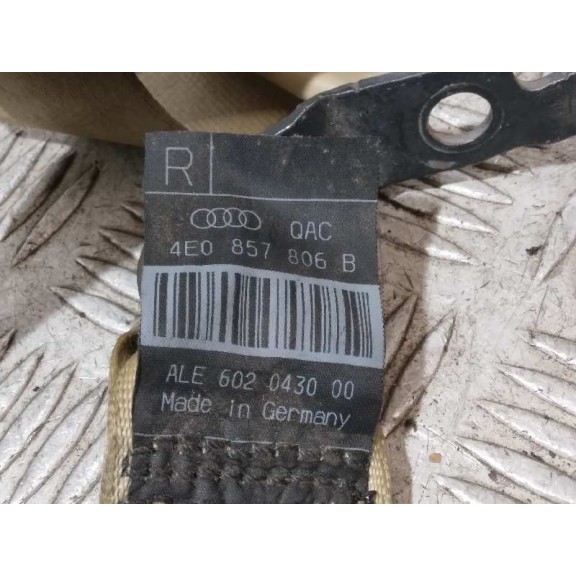 R
QAC
4E0 857 806 B
ALE 602 0430 00
Made in Germany